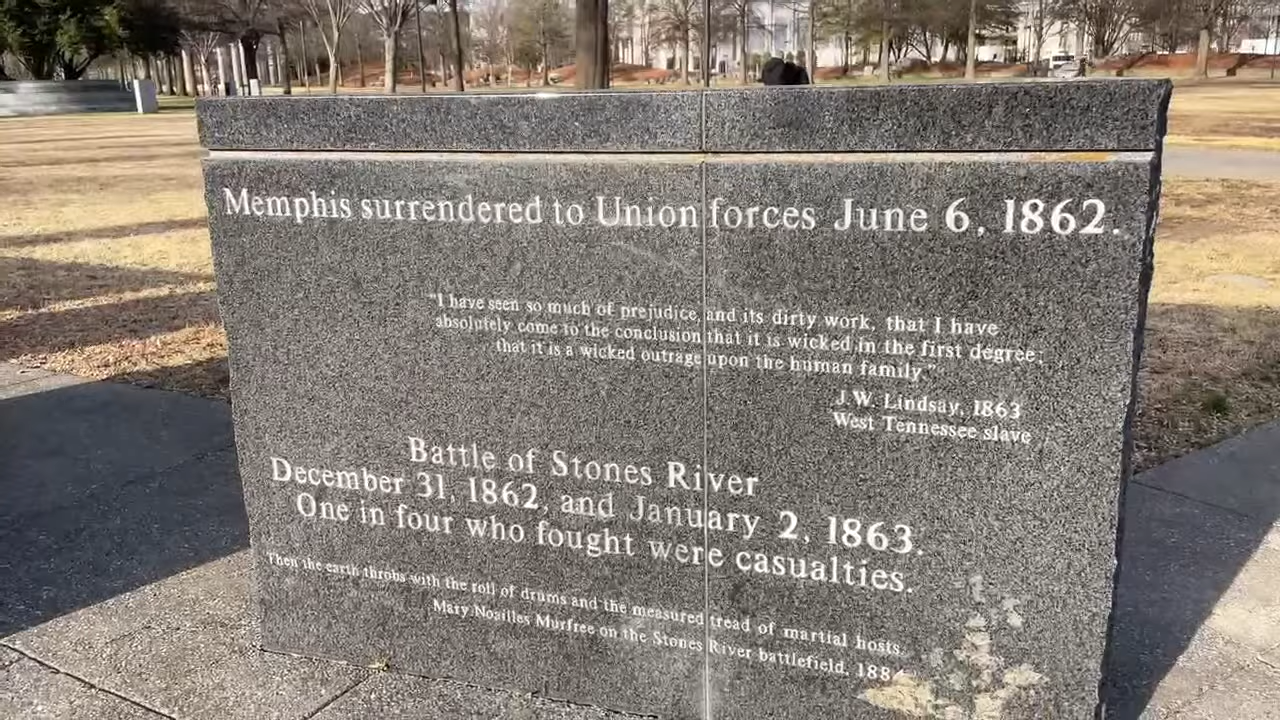 Memphis surrendered to Union forces June 6, 1862.
"I have seen so much of prejudice, and its dirty work, that I have
absolutely come to the conclusion that it is wicked in the first degree;
that it is a wicked outrage upon the human family."
J.W. Lindsay, 1863
West Tennessee slave
Battle of Stones River
December 31, 1862, and January 2, 1863.
One in four who fought were casualties.
Then the earth throbs with the roll of drums and the measured tread of martial hosts.
Mary Noailles Murfree on the Stones River battlefield,